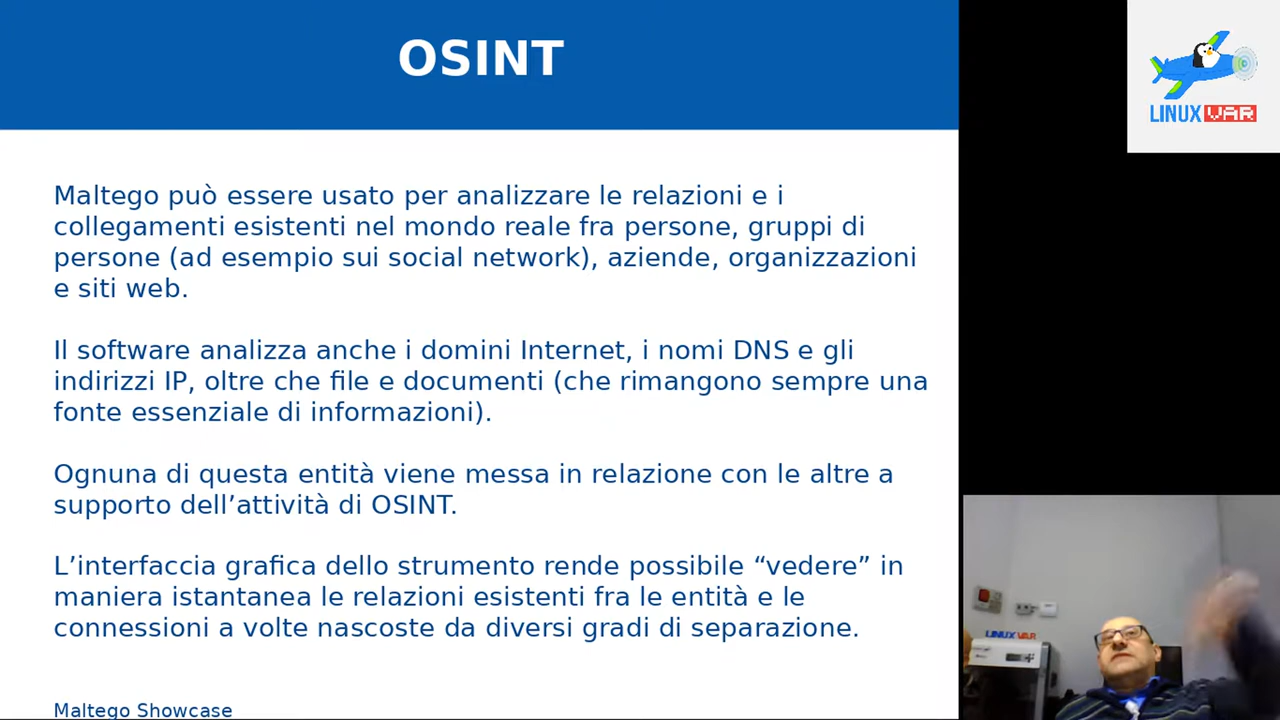 OSINT
LINUX VAR
Maltego può essere usato per analizzare le relazioni e i
collegamenti esistenti nel mondo reale fra persone, gruppi di
persone (ad esempio sui social network), aziende, organizzazioni
e siti web.
Il software analizza anche i domini Internet, i nomi DNS e gli
indirizzi IP, oltre che file e documenti (che rimangono sempre una
fonte essenziale di informazioni).
Ognuna di questa entità viene messa in relazione con le altre a
supporto dell’attività di OSINT.
L’interfaccia grafica dello strumento rende possibile “vedere” in
maniera istantanea le relazioni esistenti fra le entità e le
connessioni a volte nascoste da diversi gradi di separazione.
LINUX VAR
Maltego Showcase